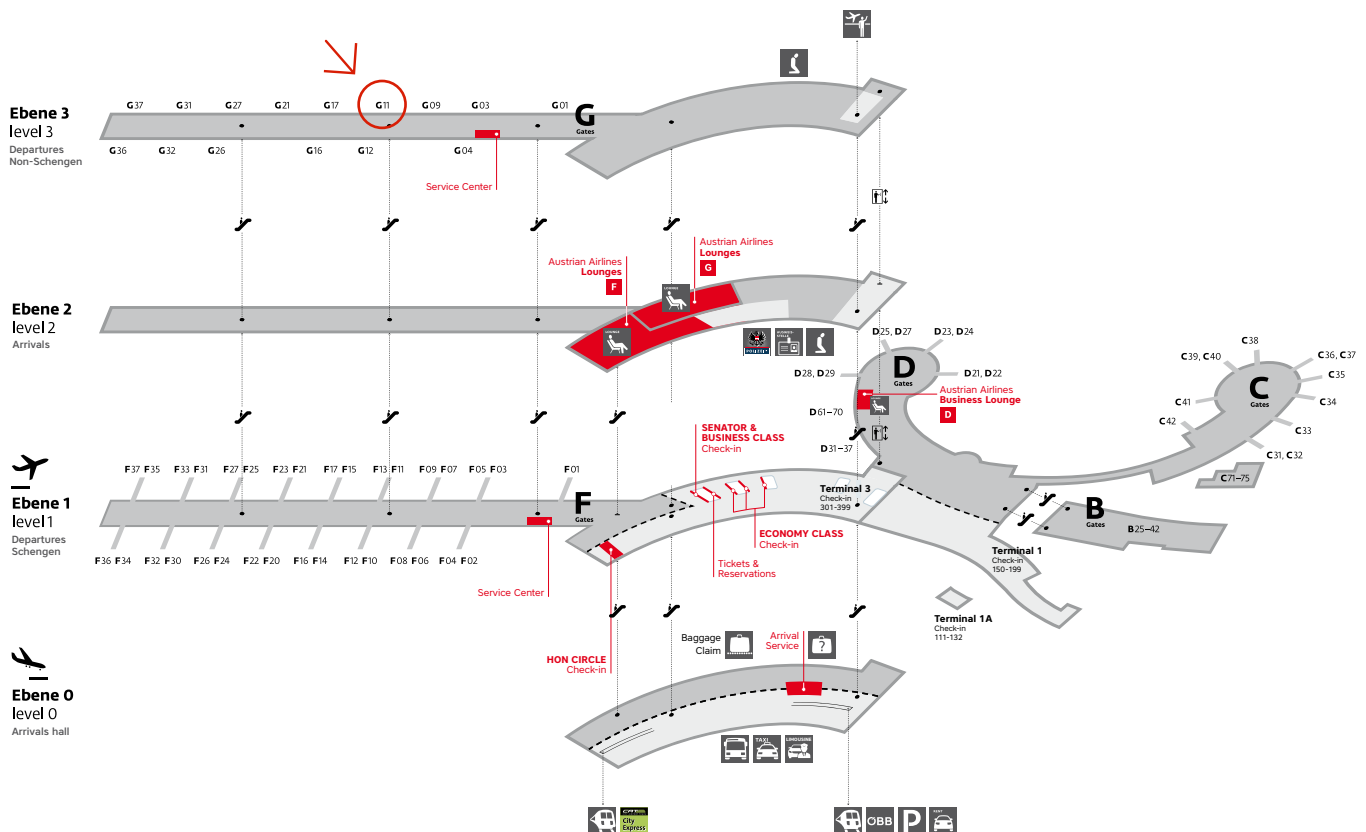 G37 G31 G27 G21 G17 G11 G09 G03 G01
Ebene 3
level 3
Departures
Non-Schengen
G
Gates
G36 G32 G26 G16 G12 G04
Service Center
Austrian Airlines
Lounges
G
Austrian Airlines
Lounges
F
LOUNGE
LOUNGE
Ebene 2
level 2
Arrivals
POLIZEI
D25, D27 D23, D24
D28, D29 D21, D22
D
Gates
Austrian Airlines
Business Lounge
D
D61–70
D31–37
C38
C39, C40 C36, C37
C35
C34
C41
C
Gates
C42
C33
C31, C32
C71–75
SENATOR &
BUSINESS CLASS
Check-in
F37 F35 F33 F31 F27 F25 F23 F21 F17 F15 F13 F11 F09 F07 F05 F03 F01
Ebene 1
level 1
Departures
Schengen
F
Gates
Terminal 3
Check-in
301-399
B
Gates
B25–42
ECONOMY CLASS
Check-in
Tickets &
Reservations
F36 F34 F32 F30 F26 F24 F22 F20 F16 F14 F12 F10 F08 F06 F04 F02
Service Center
Terminal 1
Check-in
150-199
Terminal 1A
Check-in
111-132
HON CIRCLE
Check-in
Baggage
Claim
Arrival
Service
?
Ebene 0
level 0
Arrivals hall
TAXI
LIMOUSINE
CAT
City
Express
ÖBB
P
RENT